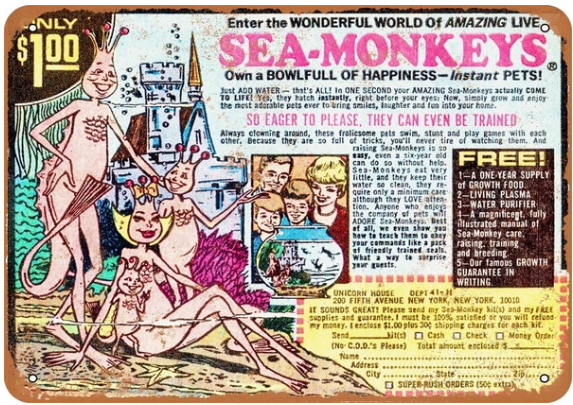 ONLY
$1.00
Enter the WONDERFUL WORLD Of AMAZING LIVE
SEA-MONKEYS®
Own a BOWLFULL OF HAPPINESS—Instant PETS!
Just ADD WATER — that's ALL! In ONE SECOND your AMAZING Sea-Monkeys actually COME
TO LIFE! Yes, they hatch instantly, right before your eyes. Now, simply grow and enjoy
the most adorable pets ever to bring smiles, laughter and fun into your home.
SO EAGER TO PLEASE, THEY CAN EVEN BE TRAINED
Always clowning around, these frolicsome pets swim, stunt and play games with each
other. Because they are so full of tricks, you'll never tire of watching them. And
raising Sea-Monkeys is so
easy, even a six-year old
can do so without help.
Sea-Monkeys eat very
little, and they keep their
water so clean, they re-
quire only a minimum care
although they LOVE atten-
tion. Anyone who enjoys
the company of pets will
ADORE Sea-Monkeys. Best
of all, we even show you
how to teach them to obey
your commands like a pack
of friendly trained seals.
What a way to surprise
your guests.
FREE!
1—A ONE-YEAR SUPPLY
of GROWTH FOOD.
2—LIVING PLASMA
3—WATER PURIFIER
4—A magnificent, fully
illustrated manual of
Sea-Monkey care,
raising, training
and breeding.
5—Our famous GROWTH
GUARANTEE IN
WRITING.
UNICORN HOUSE DEPT
200 FIFTH AVENUE NEW YORK, NEW YORK, 10010
IT SOUNDS GREAT! Please send my Sea-Monkey kit(s) and my FREE
supplies and guarantee. I must be 100% satisfied or you will refund
my money. I enclose $1.00 plus 30¢ shipping charges for each kit.
Send kit(s) Cash Check Money Order
(No C.O.D.'s Please) Total amount enclosed $
Name
Address
City State Zip
SUPER-RUSH ORDERS (50¢ extra)